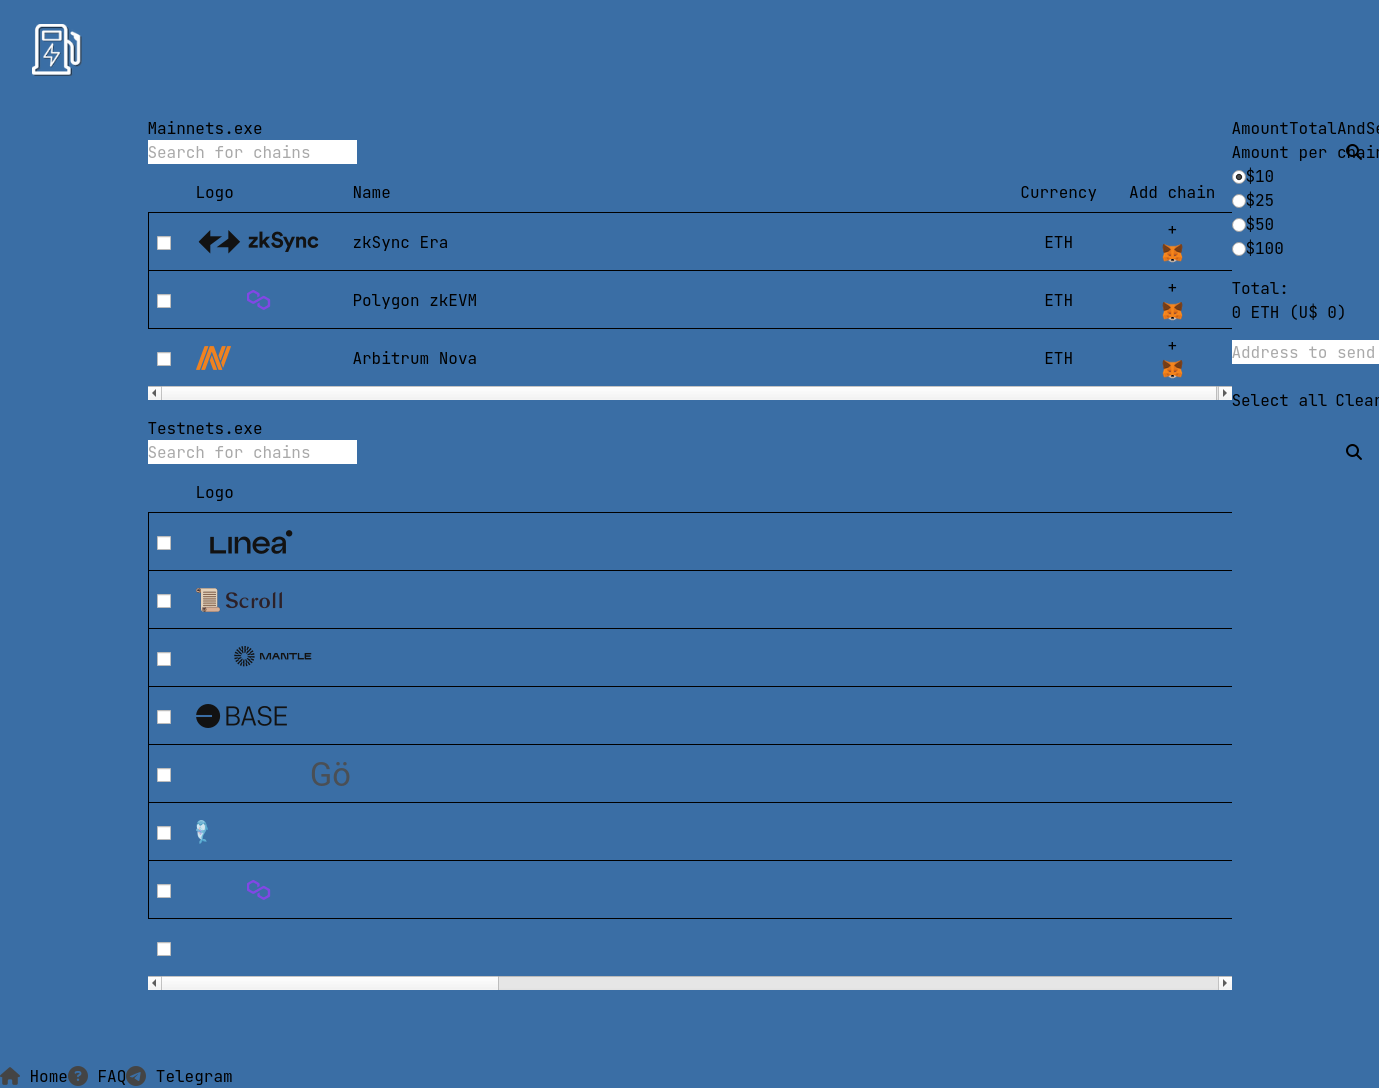 Mainnets.exe
Logo Name Currency Add chain
zkSync zkSync Era ETH +
Polygon zkEVM ETH +
Arbitrum Nova ETH +
Search for chains
Testnets.exe
Search for chains
Logo
Linea
Scroll
MANTLE
BASE
Gö
AmountTotalAndSe
Amount per chain
$10
$25
$50
$100
Total:
0 ETH (U$ 0)
Address to send
Select all Clear
Home ? FAQ Telegram